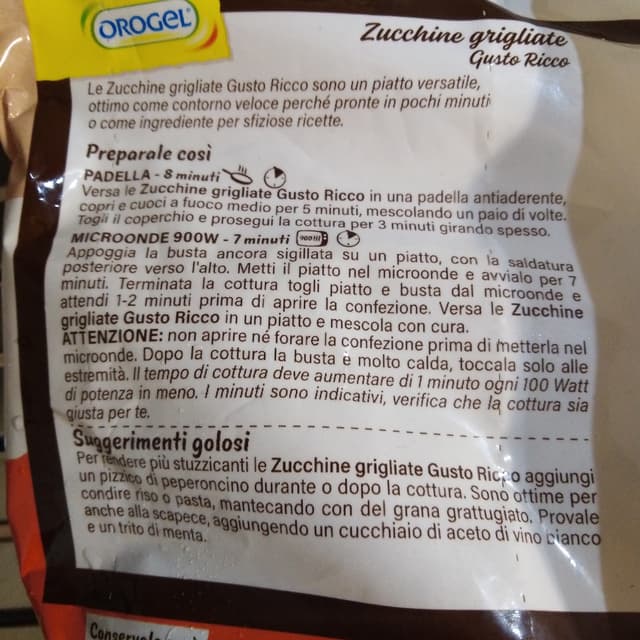 OROGEL
Zucchine grigliate
Gusto Ricco
Le Zucchine grigliate Gusto Ricco sono un piatto versatile,
ottimo come contorno veloce perché pronte in pochi minuti
o come ingrediente per sfiziose ricette.
Preparale così
PADELLA - 8 minuti
Versa le Zucchine grigliate Gusto Ricco in una padella antiaderente,
copri e cuoci a fuoco medio per 5 minuti, mescolando un paio di volte.
Togli il coperchio e prosegui la cottura per 3 minuti girando spesso.
MICROONDE 900W - 7 minuti 900W
Appoggia la busta ancora sigillata su un piatto, con la saldatura
posteriore verso l'alto. Metti il piatto nel microonde e avvialo per 7
minuti. Terminata la cottura togli piatto e busta dal microonde e
attendi 1-2 minuti prima di aprire la confezione. Versa le Zucchine
grigliate Gusto Ricco in un piatto e mescola con cura.
ATTENZIONE: non aprire né forare la confezione prima di metterla nel
microonde. Dopo la cottura la busta è molto calda, toccala solo alle
estremità. Il tempo di cottura deve aumentare di 1 minuto ogni 100 Watt
di potenza in meno. I minuti sono indicativi, verifica che la cottura sia
giusta per te.
Suggerimenti golosi
Per rendere più stuzzicanti le Zucchine grigliate Gusto Ricco aggiungi
un pizzico di peperoncino durante o dopo la cottura. Sono ottime per
condire riso o pasta, mantecando con del grana grattugiato. Provale
anche alla scapece, aggiungendo un cucchiaio di aceto di vino bianco
e un trito di menta.